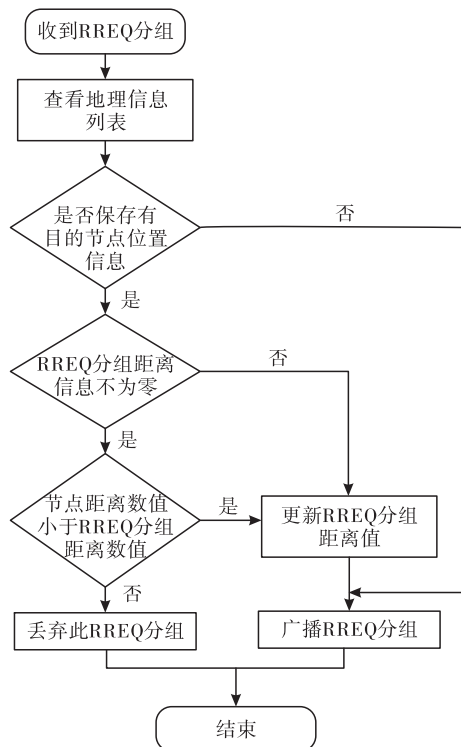 收到RREQ分组
查看地理信息
列表
是否保存有
目的节点位置
信息
否
是
RREQ分组距离
信息不为零
否
是
节点距离数值
小于RREQ分组
距离数值
是
更新RREQ分组
距离值
否
丢弃此RREQ分组
广播RREQ分组
结束